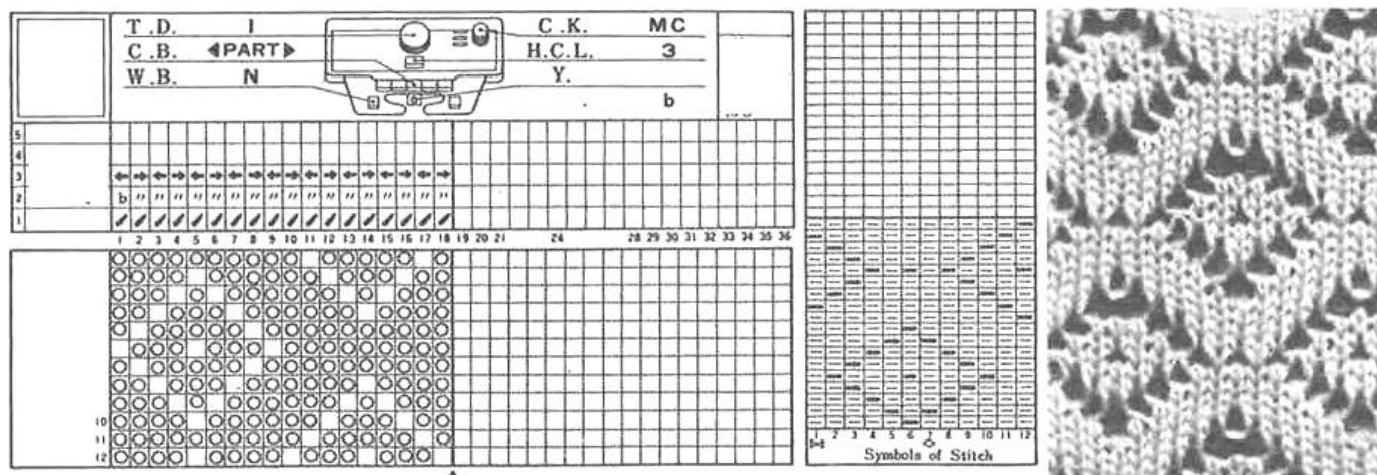 T.D. I C.K. MC
C.B. ◀PART▶ H.C.L. 3
W.B. N Y.
b
5
4
3 ← → ← → ← → ← → ← → ← → ← → ← → ← →
2 b " " " " " " " " " " " " " " " " "
1
1 2 3 4 5 6 7 8 9 10 11 12 13 14 15 16 17 18 19 20 21 24 28 29 30 31 32 33 34 35 36
10
11
12
1 2 3 4 5 6 7 8 9 10 11 12
Symbols of Stitch